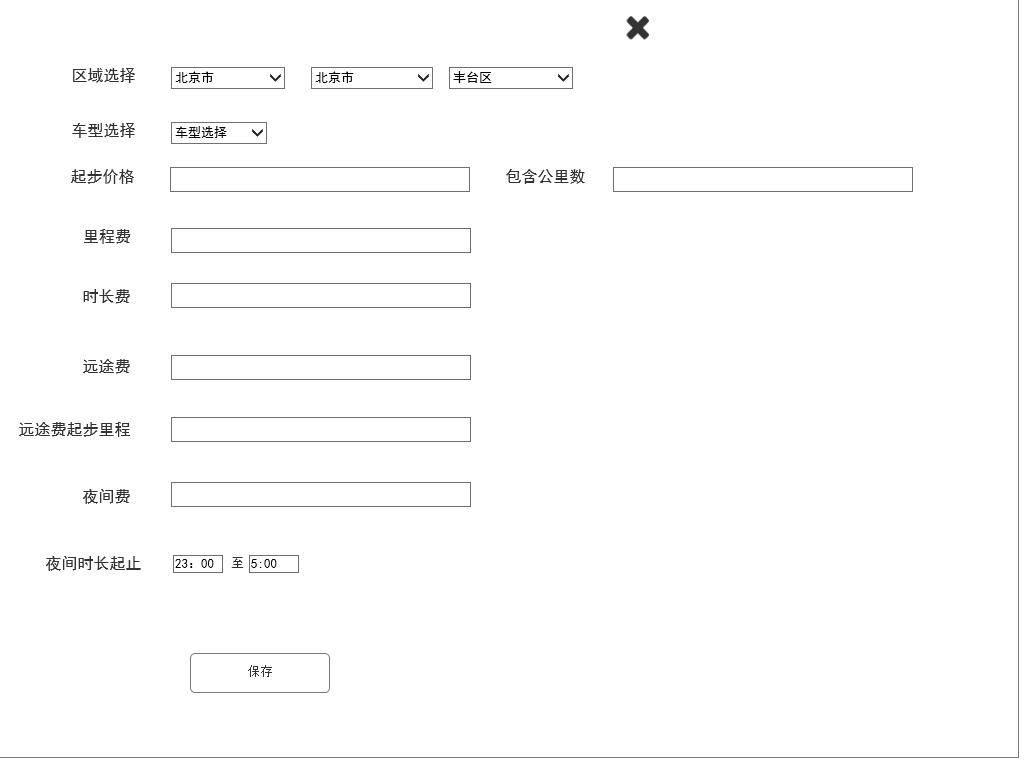 区域选择 北京市 北京市 丰台区
车型选择 车型选择
起步价格 包含公里数
里程费
时长费
远途费
远途费起步里程
夜间费
夜间时长起止 23：00 至 5:00
保存